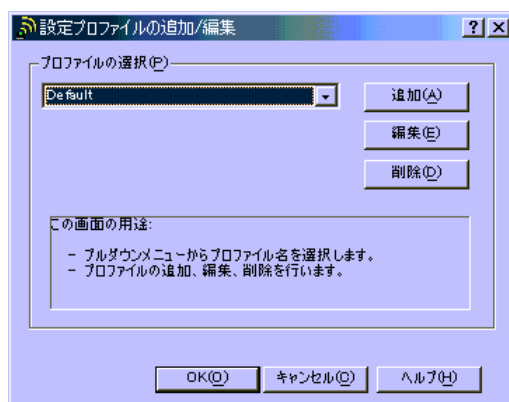 設定プロファイルの追加/編集
プロファイルの選択(P)
Default
追加(A)
編集(E)
削除(D)
この画面の用途:
- プルダウンメニューからプロファイル名を選択します。
- プロファイルの追加、編集、削除を行います。
OK(O)
キャンセル(C)
ヘルプ(H)